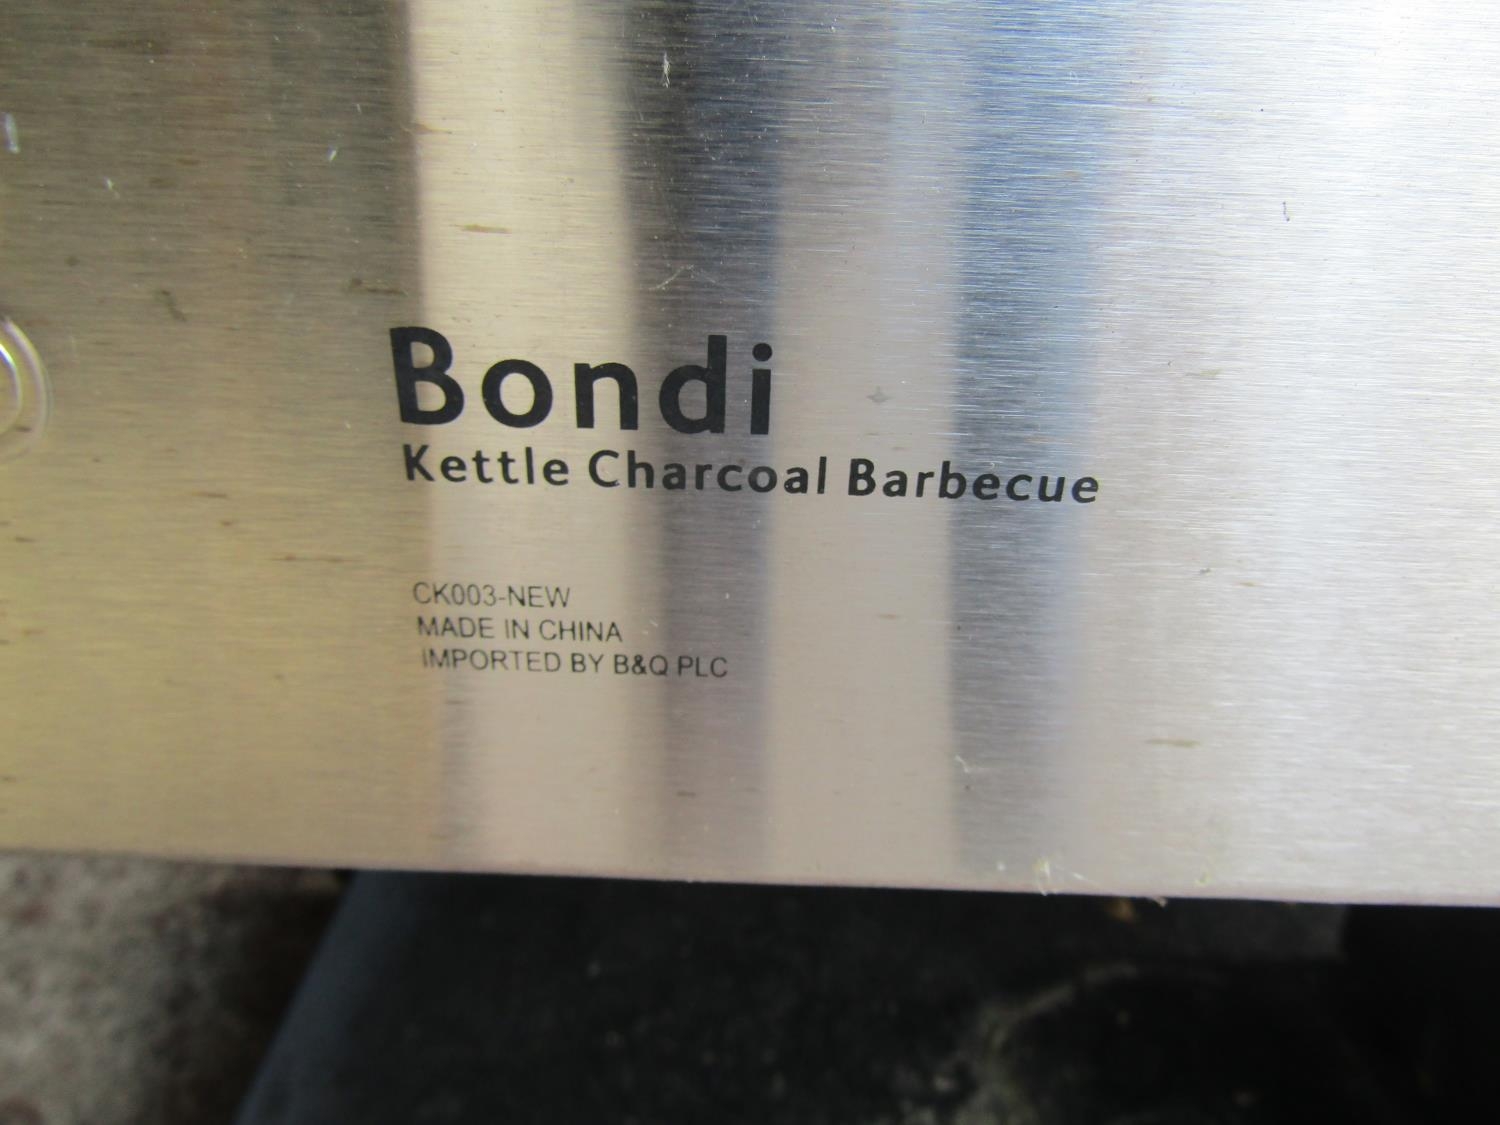 Bondi
Kettle Charcoal Barbecue
CK003-NEW
MADE IN CHINA
IMPORTED BY B&Q PLC